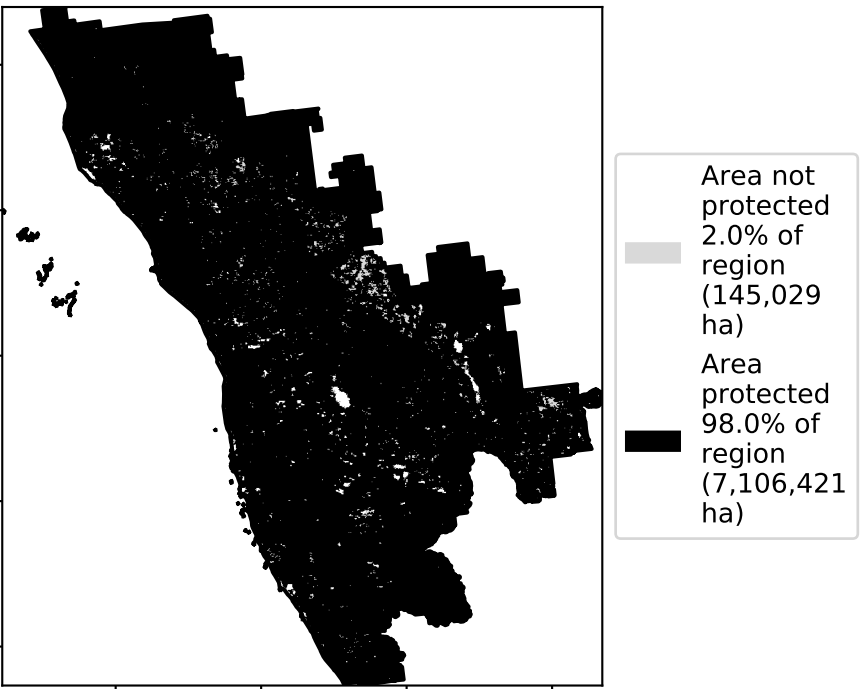 Area not
protected
2.0% of
region
(145,029
ha)
Area
protected
98.0% of
region
(7,106,421
ha)